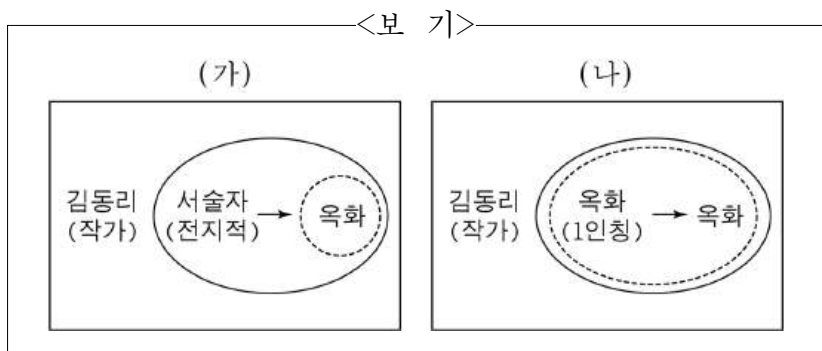 <보 기>
(가) (나)
김동리 서술자 → 옥화 김동리 옥화 → 옥화
(작가) (전지적) (작가) (1인칭)